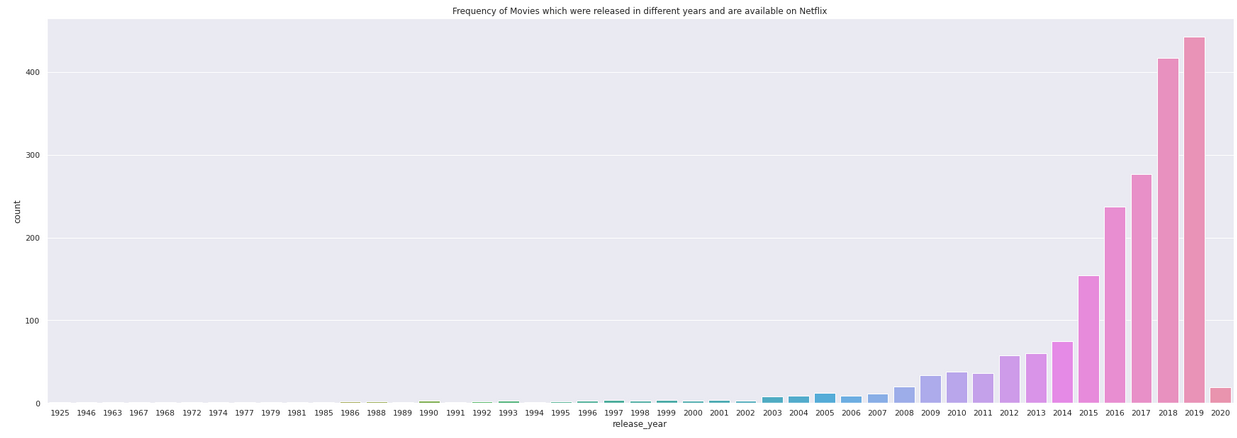 Frequency of Movies which were released in different years and are available on Netflix
400
300
200
100
0
count
1925 1946 1963 1967 1968 1972 1974 1977 1979 1981 1985 1986 1988 1989 1990 1991 1992 1993 1994 1995 1996 1997 1998 1999 2000 2001 2002 2003 2004 2005 2006 2007 2008 2009 2010 2011 2012 2013 2014 2015 2016 2017 2018 2019 2020
release_year